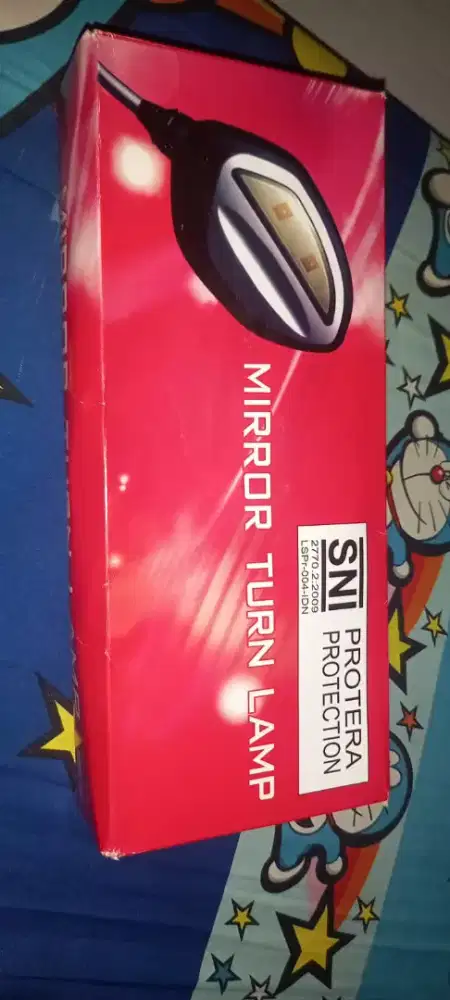 MIRROR TURN LAMP
SNI
2770.2:2009
LSPr-004-IDN
PROTERA
PROTECTION